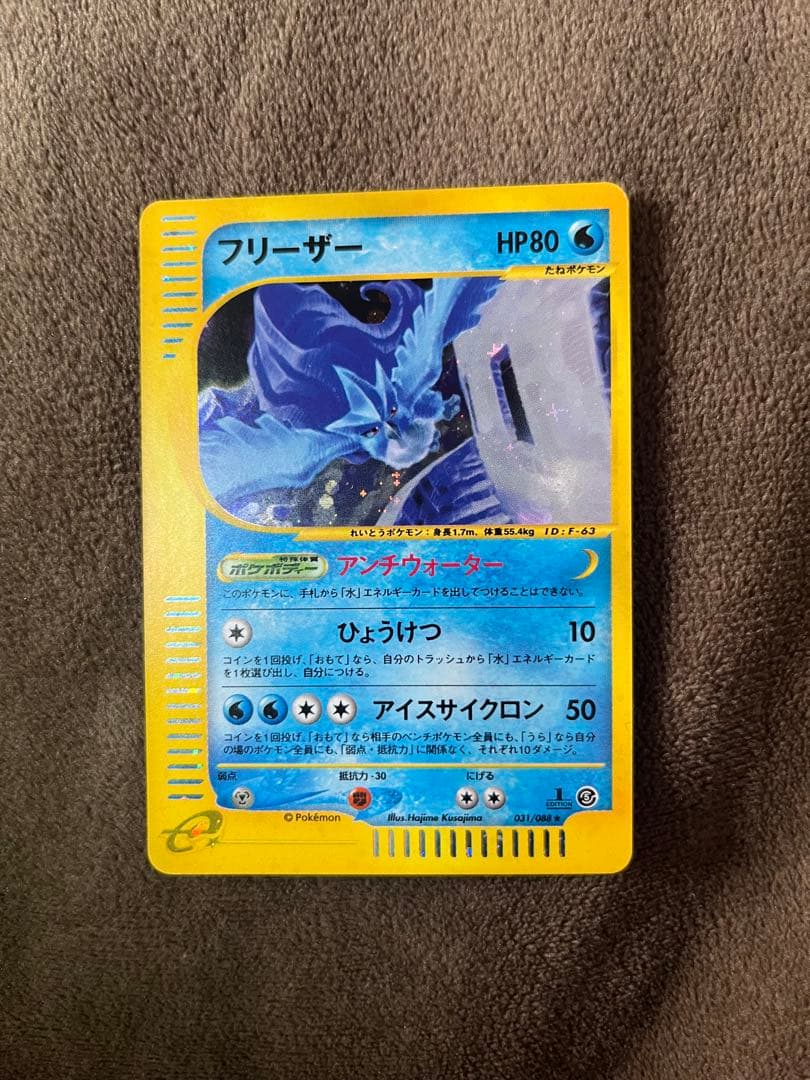 フリーザー HP80
たねポケモン
れいとうポケモン：身長1.7m、体重55.4kg ID：F-63
特殊体質
ポケボディー アンチウォーター
このポケモンに、手札から「水」エネルギーカードを出してつけることはできない。
ひょうけつ 10
コインを1回投げ、「おもて」なら、自分のトラッシュから「水」エネルギーカード
を1枚選び出し、自分につける。
アイスサイクロン 50
コインを1回投げ、「おもて」なら相手のベンチポケモン全員にも、「うら」なら自分
の場のポケモン全員にも、「弱点・抵抗力」に関係なく、それぞれ10ダメージ。
弱点 抵抗力 -30 にげる
1 EDITION
© Pokémon Illus.Hajime Kusajima 031/088 ★
e